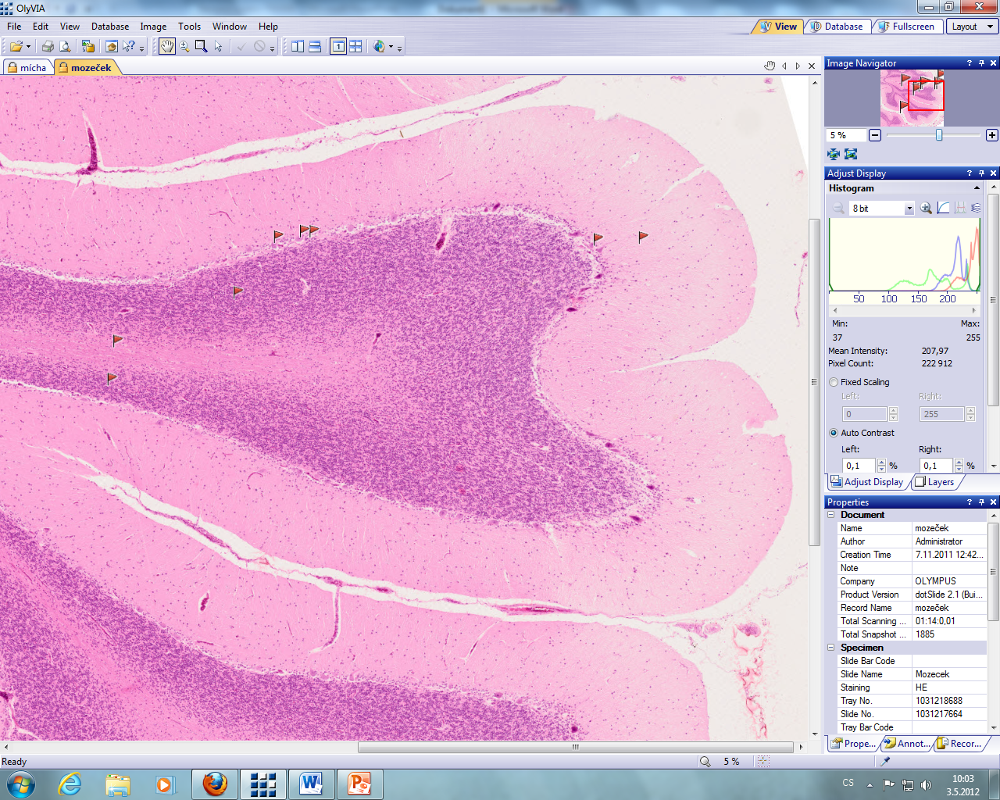 OlyVIA
File Edit View Database Image Tools Window Help
View Database Fullscreen Layout
mícha mozeček
Image Navigator
5 %
Adjust Display
Histogram
8 bit
50 100 150 200
Min: Max:
37 255
Mean Intensity: 207,97
Pixel Count: 222 912
Fixed Scaling
Left: Right:
0 255
Auto Contrast
Left: Right:
0,1 % 0,1 %
Adjust Display Layers
Properties
Document
Name mozeček
Author Administrator
Creation Time 7.11.2011 12:42...
Note
Company OLYMPUS
Product Version dotSlide 2.1 (Bui...
Record Name mozeček
Total Scanning ... 01:14:0,01
Total Snapshot ... 1885
Specimen
Slide Bar Code
Slide Name Mozecek
Staining HE
Tray No. 1031218688
Slide No. 1031217664
Tray Bar Code
Prope... Annot... Recor...
Ready 5 %
CS 10:03
3.5.2012